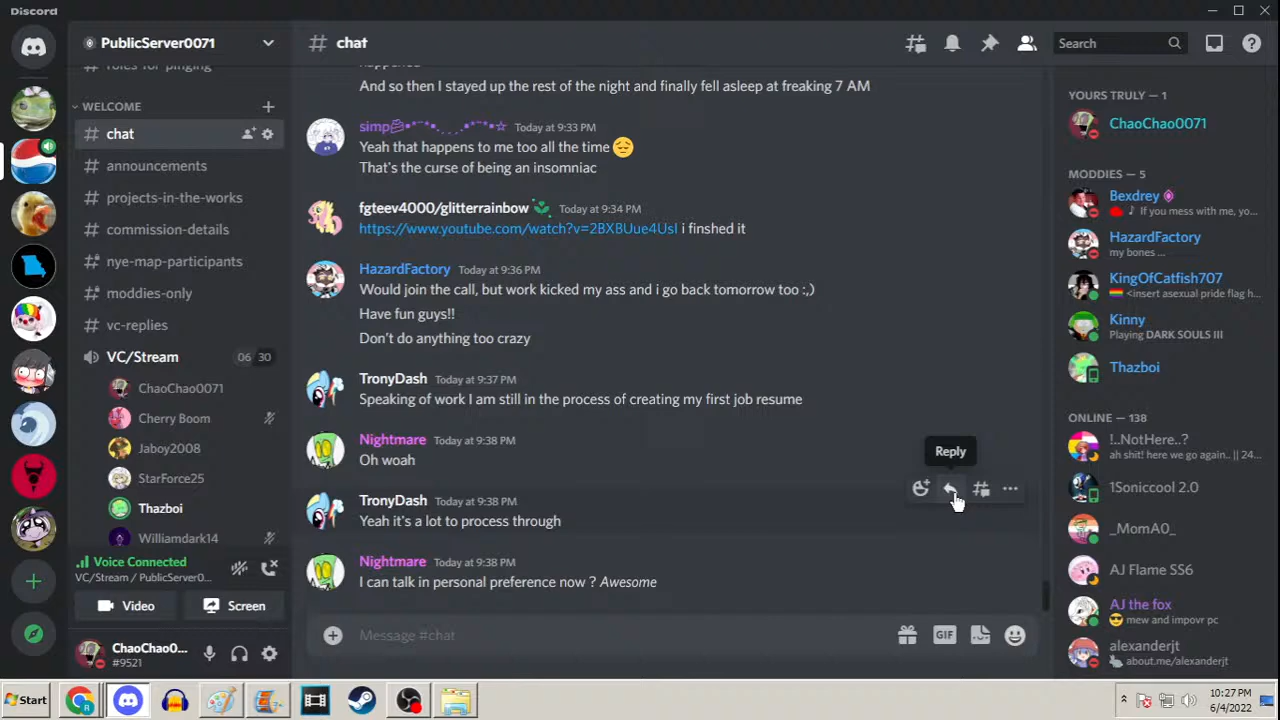 Discord
PublicServer0071
chat
Search
roles-for-pinging
WELCOME
chat
announcements
projects-in-the-works
commission-details
nye-map-participants
moddies-only
vc-replies
VC/Stream
06 30
ChaoChao0071
Cherry Boom
Jaboy2008
StarForce25
Thazboi
Williamdark14
Voice Connected
VC/Stream / PublicServer0...
Video
Screen
ChaoChao0...
#9521
happened
And so then I stayed up the rest of the night and finally fell asleep at freaking 7 AM
Today at 9:33 PM
Yeah that happens to me too all the time 😔
That's the curse of being an insomniac
fgteev4000/glitterrainbow Today at 9:34 PM
https://www.youtube.com/watch?v=2BXBUue4UsI i finshed it
HazardFactory Today at 9:36 PM
Would join the call, but work kicked my ass and i go back tomorrow too :,)
Have fun guys!!
Don't do anything too crazy
TronyDash Today at 9:37 PM
Speaking of work I am still in the process of creating my first job resume
Nightmare Today at 9:38 PM
Oh woah
Reply
TronyDash Today at 9:38 PM
Yeah it's a lot to process through
Nightmare Today at 9:38 PM
I can talk in personal preference now ? Awesome
Message #chat
GIF
YOURS TRULY — 1
ChaoChao0071
MODDIES — 5
Bexdrey
If you mess with me, yo...
HazardFactory
my bones ...
KingOfCatfish707
<insert asexual pride flag h...
Kinny
Playing DARK SOULS III
Thazboi
ONLINE — 138
!..NotHere..?
ah shit! here we go again.. || 24...
1Soniccool 2.0
_MomA0_
AJ Flame SS6
AJ the fox
😎 mew and impovr pc
alexanderjt
about.me/alexanderjt
Start
10:27 PM
6/4/2022